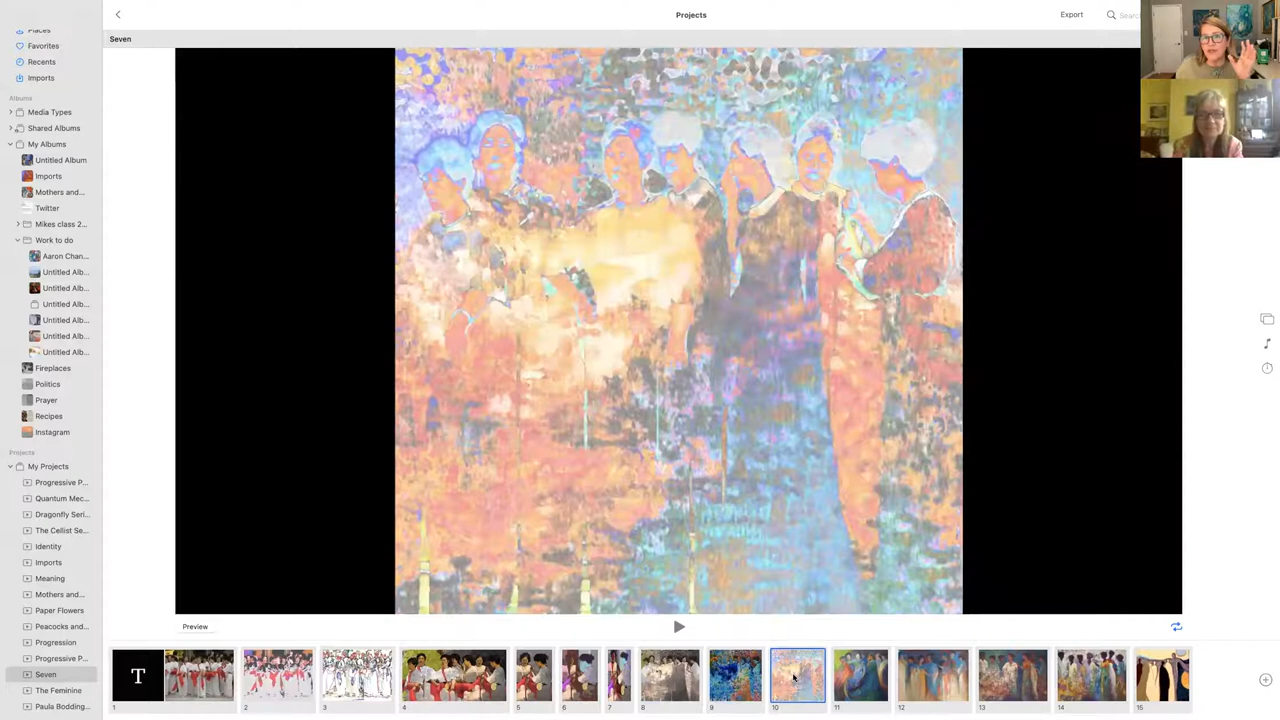 Projects
Export
Seven
Places
Favorites
Recents
Imports
Albums
Media Types
Shared Albums
My Albums
Untitled Album
Imports
Mothers and...
Twitter
Mikes class 2...
Work to do
Aaron Chan...
Untitled Alb...
Untitled Alb...
Untitled Alb...
Untitled Alb...
Untitled Alb...
Untitled Alb...
Untitled Alb...
Fireplaces
Politics
Prayer
Recipes
Instagram
Projects
My Projects
Progressive P...
Quantum Mec...
Dragonfly Seri...
The Cellist Se...
Identity
Imports
Meaning
Mothers and...
Paper Flowers
Peacocks and...
Progression
Progressive P...
Seven
The Feminine
Paula Bodding...
Preview
T
1 2 3 4 5 6 7 8 9 10 11 12 13 14 15